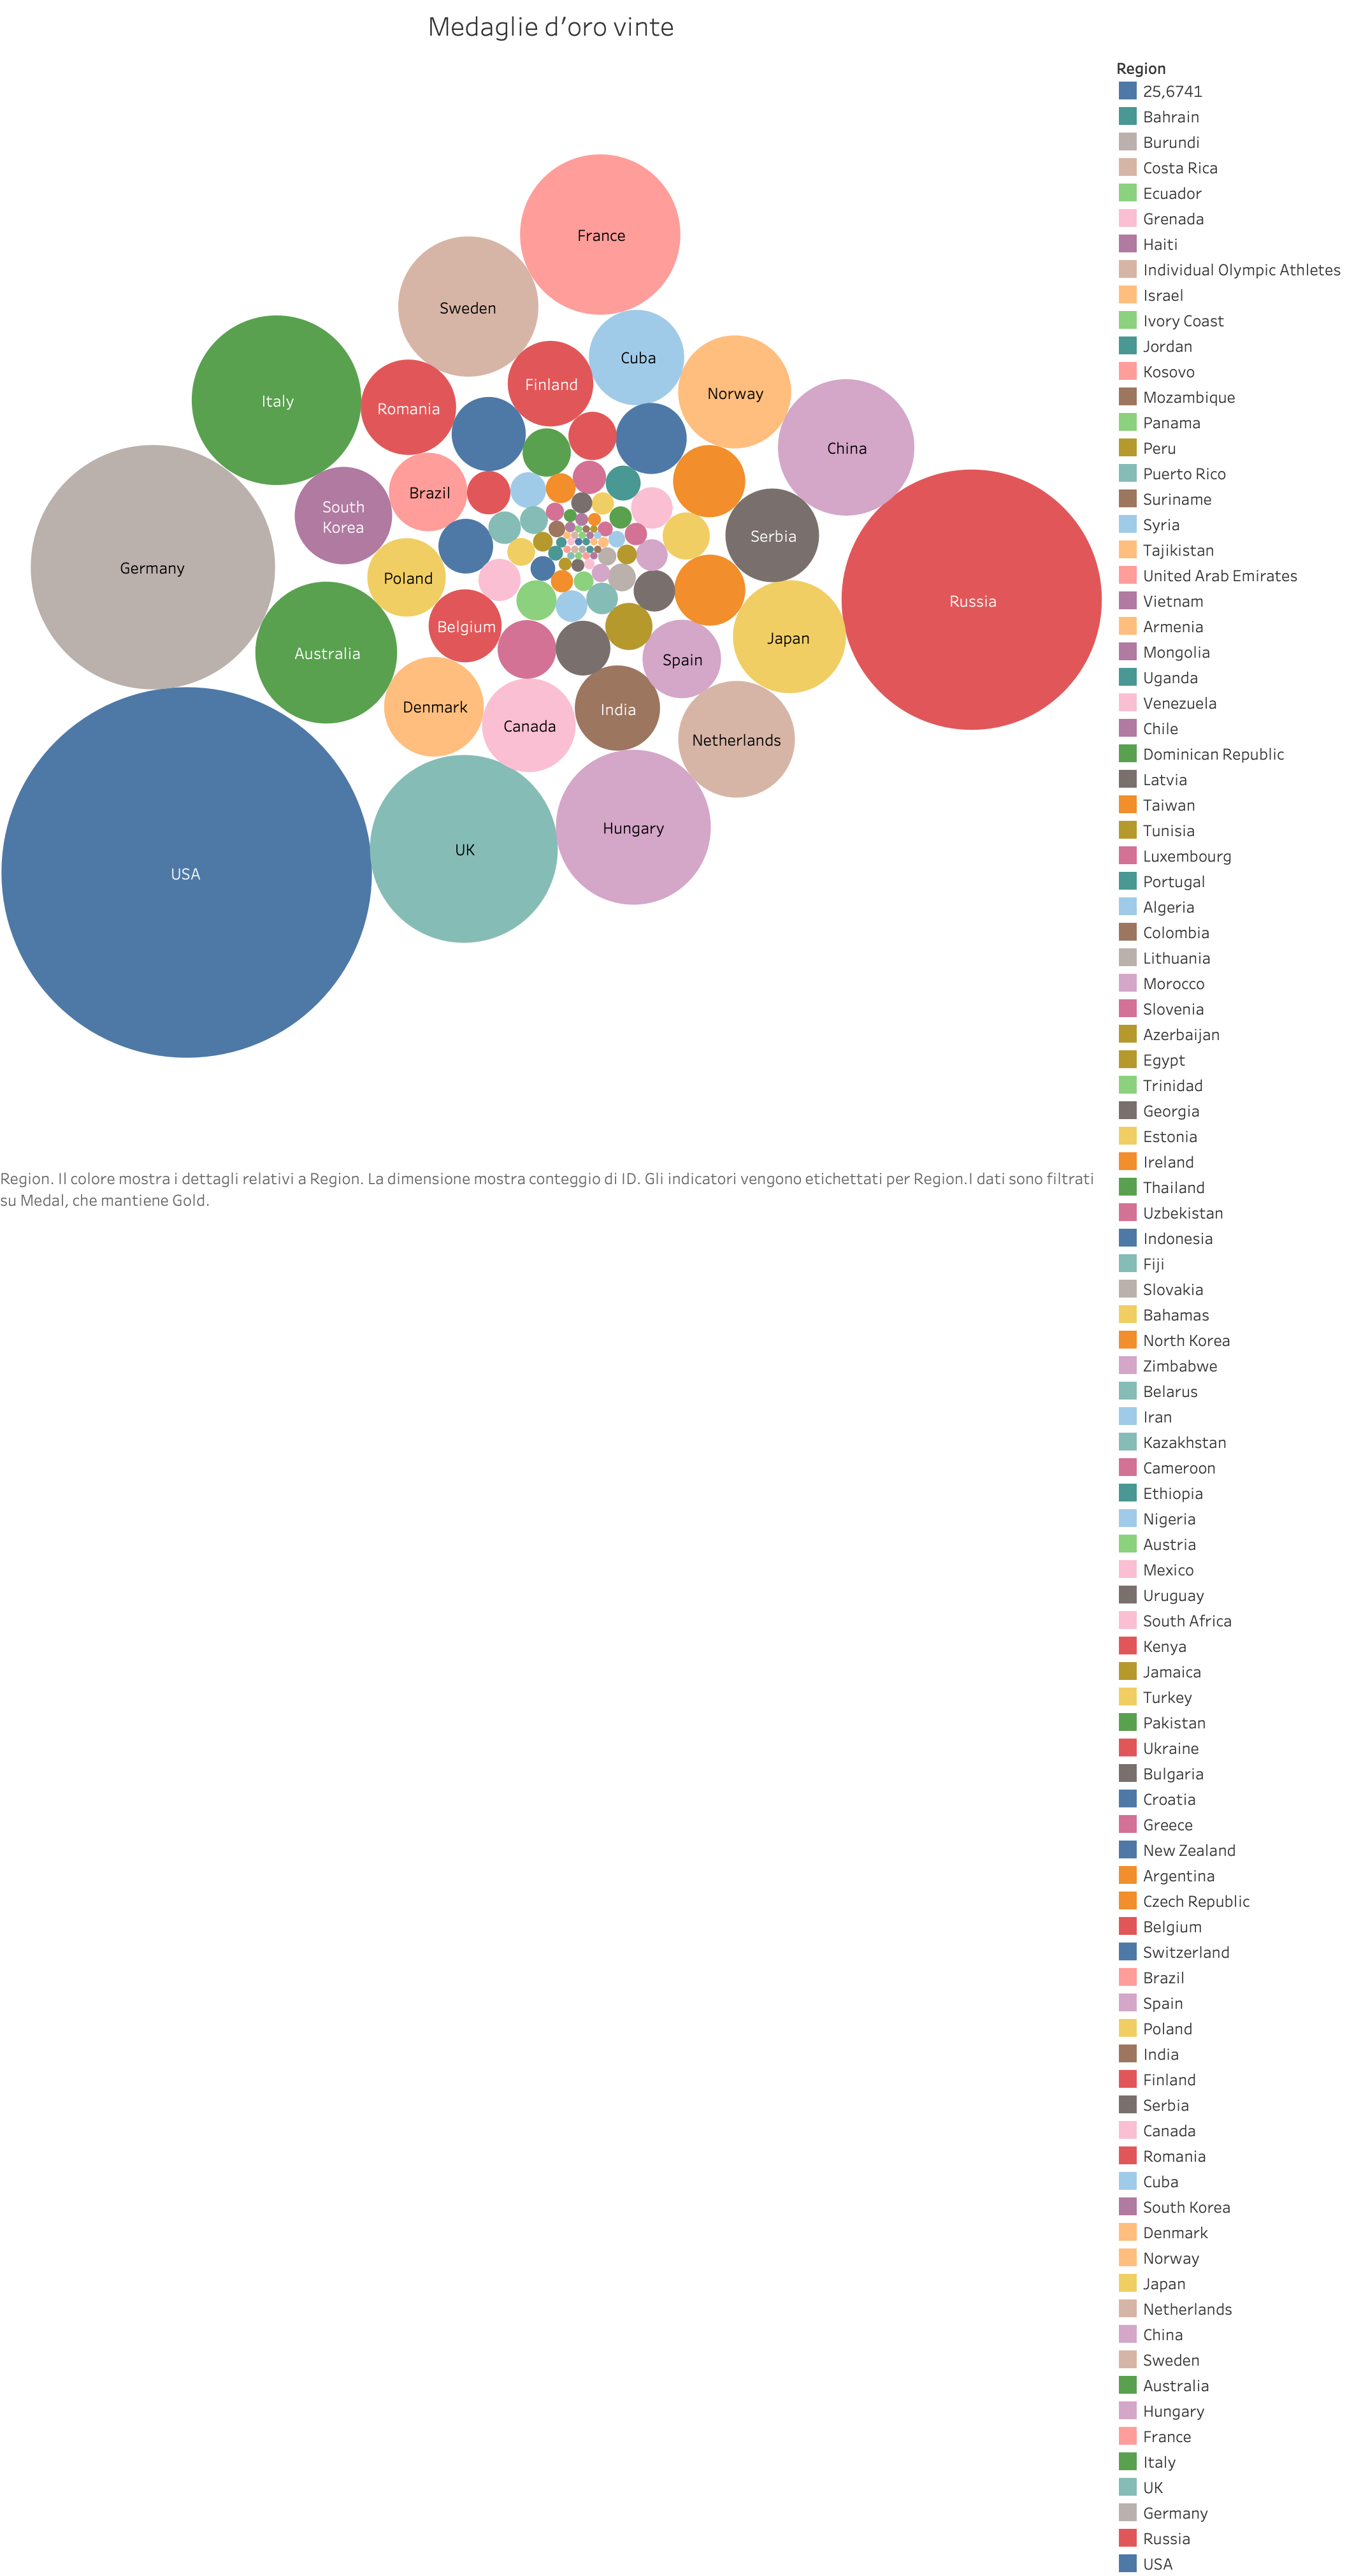 Medaglie d'oro vinte
France
Sweden
Cuba
Finland
Norway
Italy
Romania
China
Brazil
South
Korea
Serbia
Germany
Poland
Russia
Belgium
Japan
Australia
Spain
Denmark
India
Canada
Netherlands
Hungary
UK
USA
Region. Il colore mostra i dettagli relativi a Region. La dimensione mostra conteggio di ID. Gli indicatori vengono etichettati per Region.I dati sono filtrati
su Medal, che mantiene Gold.
Region
25,6741
Bahrain
Burundi
Costa Rica
Ecuador
Grenada
Haiti
Individual Olympic Athletes
Israel
Ivory Coast
Jordan
Kosovo
Mozambique
Panama
Peru
Puerto Rico
Suriname
Syria
Tajikistan
United Arab Emirates
Vietnam
Armenia
Mongolia
Uganda
Venezuela
Chile
Dominican Republic
Latvia
Taiwan
Tunisia
Luxembourg
Portugal
Algeria
Colombia
Lithuania
Morocco
Slovenia
Azerbaijan
Egypt
Trinidad
Georgia
Estonia
Ireland
Thailand
Uzbekistan
Indonesia
Fiji
Slovakia
Bahamas
North Korea
Zimbabwe
Belarus
Iran
Kazakhstan
Cameroon
Ethiopia
Nigeria
Austria
Mexico
Uruguay
South Africa
Kenya
Jamaica
Turkey
Pakistan
Ukraine
Bulgaria
Croatia
Greece
New Zealand
Argentina
Czech Republic
Belgium
Switzerland
Brazil
Spain
Poland
India
Finland
Serbia
Canada
Romania
Cuba
South Korea
Denmark
Norway
Japan
Netherlands
China
Sweden
Australia
Hungary
France
Italy
UK
Germany
Russia
USA